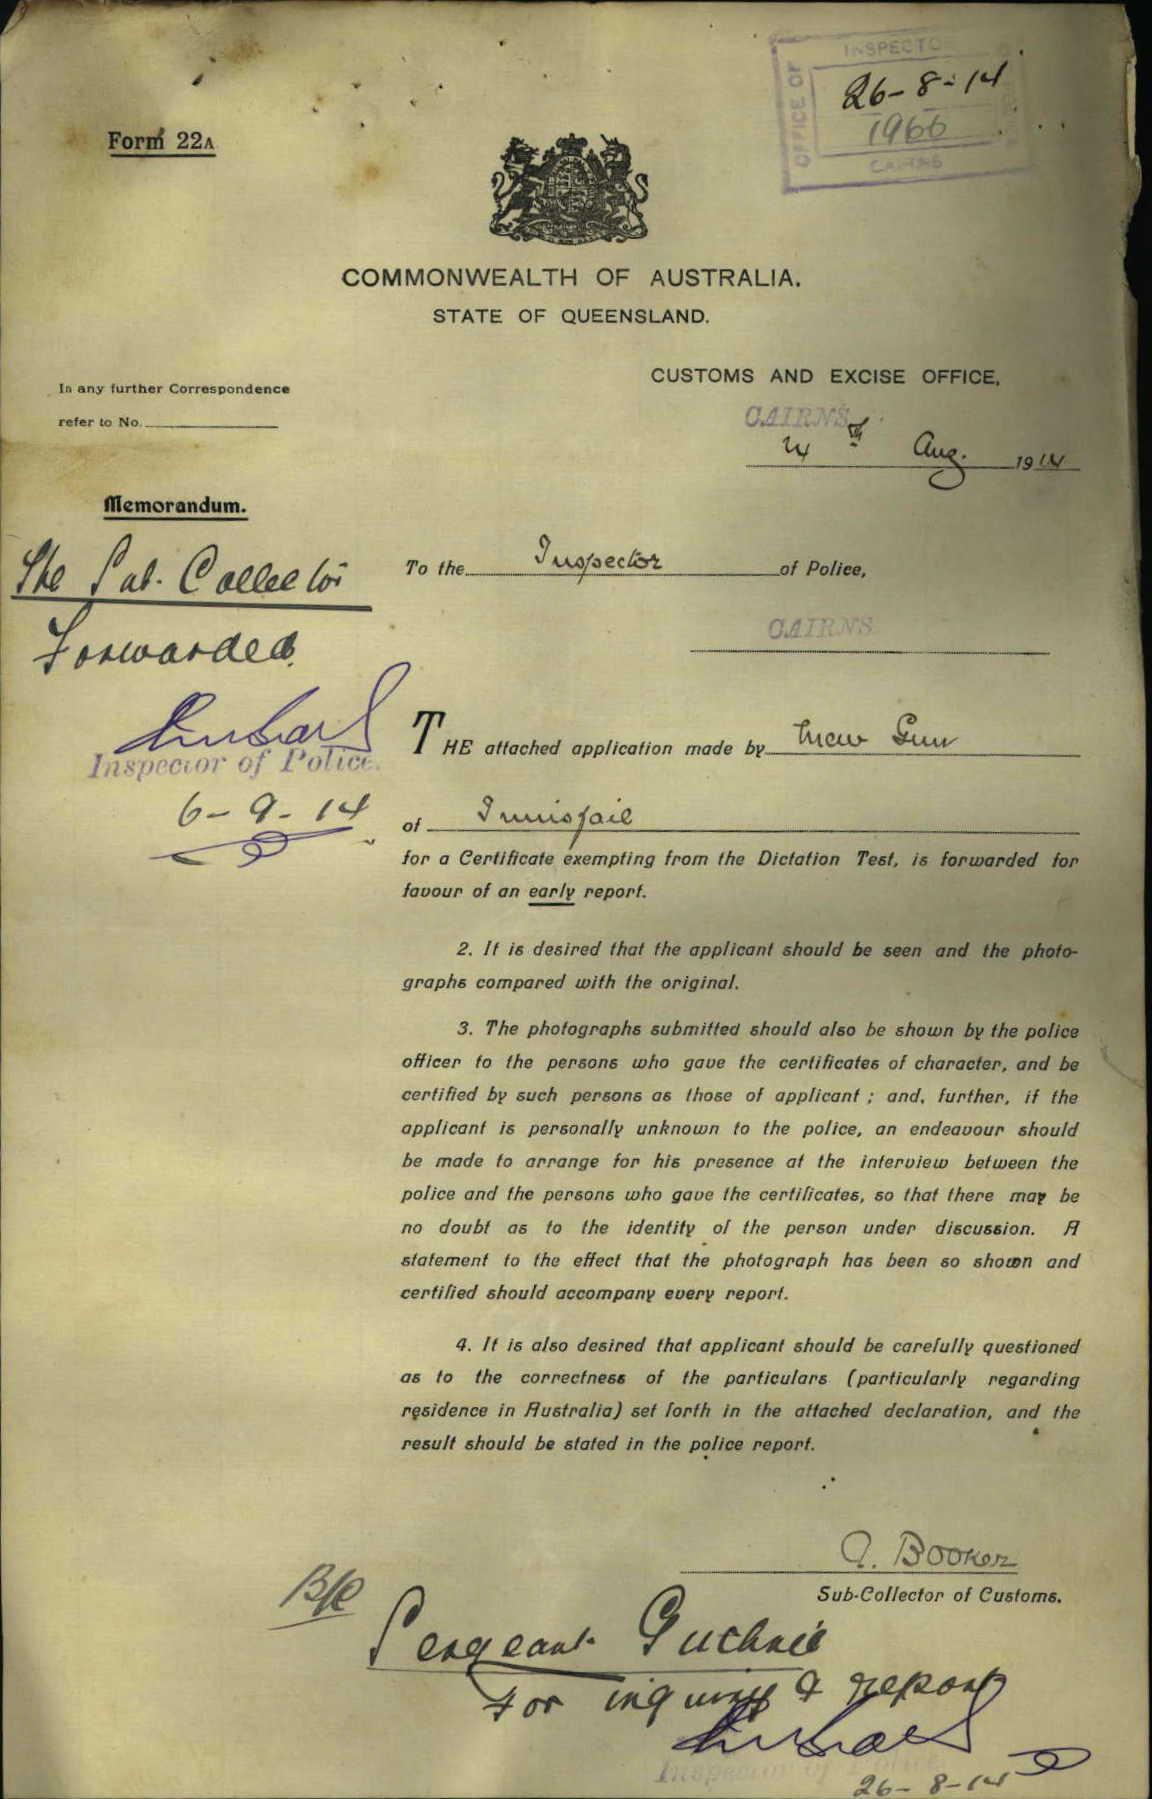 OFFICE OF
INSPECTO
26-8-14
1966
CAIRNS
Form 22A
COMMONWEALTH OF AUSTRALIA.
STATE OF QUEENSLAND.
In any further Correspondence
refer to No.
CUSTOMS AND EXCISE OFFICE,
CAIRNS
24th Aug. 1914
Memorandum.
The Sub. Collector
Forwarded
Inspector of Police.
6-9-14
To the Inspector of Police,
CAIRNS
THE attached application made by Gun
of Innisfail
for a Certificate exempting from the Dictation Test, is forwarded for
favour of an early report.
2. It is desired that the applicant should be seen and the photo-
graphs compared with the original.
3. The photographs submitted should also be shown by the police
officer to the persons who gave the certificates of character, and be
certified by such persons as those of applicant ; and, further, if the
applicant is personally unknown to the police, an endeavour should
be made to arrange for his presence at the interview between the
police and the persons who gave the certificates, so that there may be
no doubt as to the identity of the person under discussion. A
statement to the effect that the photograph has been so shown and
certified should accompany every report.
4. It is also desired that applicant should be carefully questioned
as to the correctness of the particulars (particularly regarding
residence in Australia) set forth in the attached declaration, and the
result should be stated in the police report.
A. Booker
Sub-Collector of Customs.
B/C
Sergeant Guthrie
For inquiry & report
Inspector of Police
26-8-14